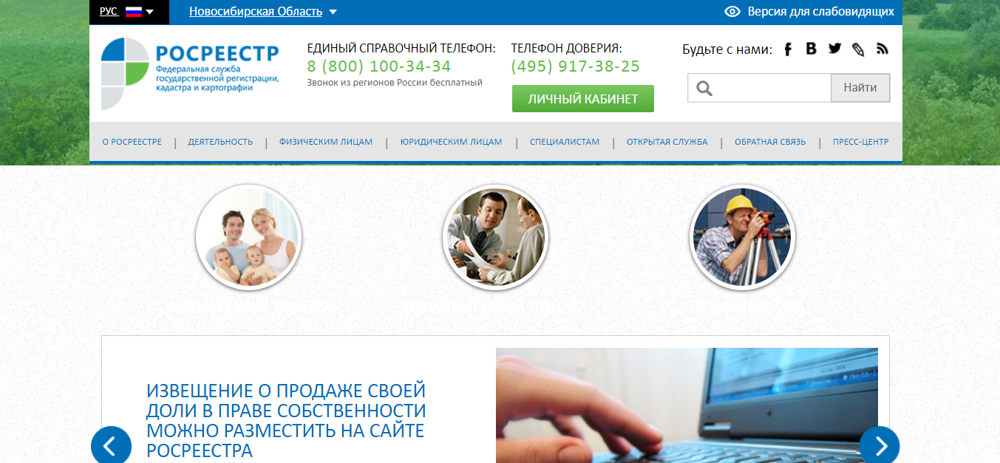 РУС
Новосибирская Область
Версия для слабовидящих
РОСРЕЕСТР
Федеральная служба
государственной регистрации,
кадастра и картографии
ЕДИНЫЙ СПРАВОЧНЫЙ ТЕЛЕФОН:
8 (800) 100-34-34
Звонок из регионов России бесплатный
ТЕЛЕФОН ДОВЕРИЯ:
(495) 917-38-25
ЛИЧНЫЙ КАБИНЕТ
Будьте с нами:
Найти
О РОСРЕЕСТРЕ | ДЕЯТЕЛЬНОСТЬ | ФИЗИЧЕСКИМ ЛИЦАМ | ЮРИДИЧЕСКИМ ЛИЦАМ | СПЕЦИАЛИСТАМ | ОТКРЫТАЯ СЛУЖБА | ОБРАТНАЯ СВЯЗЬ | ПРЕСС-ЦЕНТР
ИЗВЕЩЕНИЕ О ПРОДАЖЕ СВОЕЙ
ДОЛИ В ПРАВЕ СОБСТВЕННОСТИ
МОЖНО РАЗМЕСТИТЬ НА САЙТЕ
РОСРЕЕСТРА